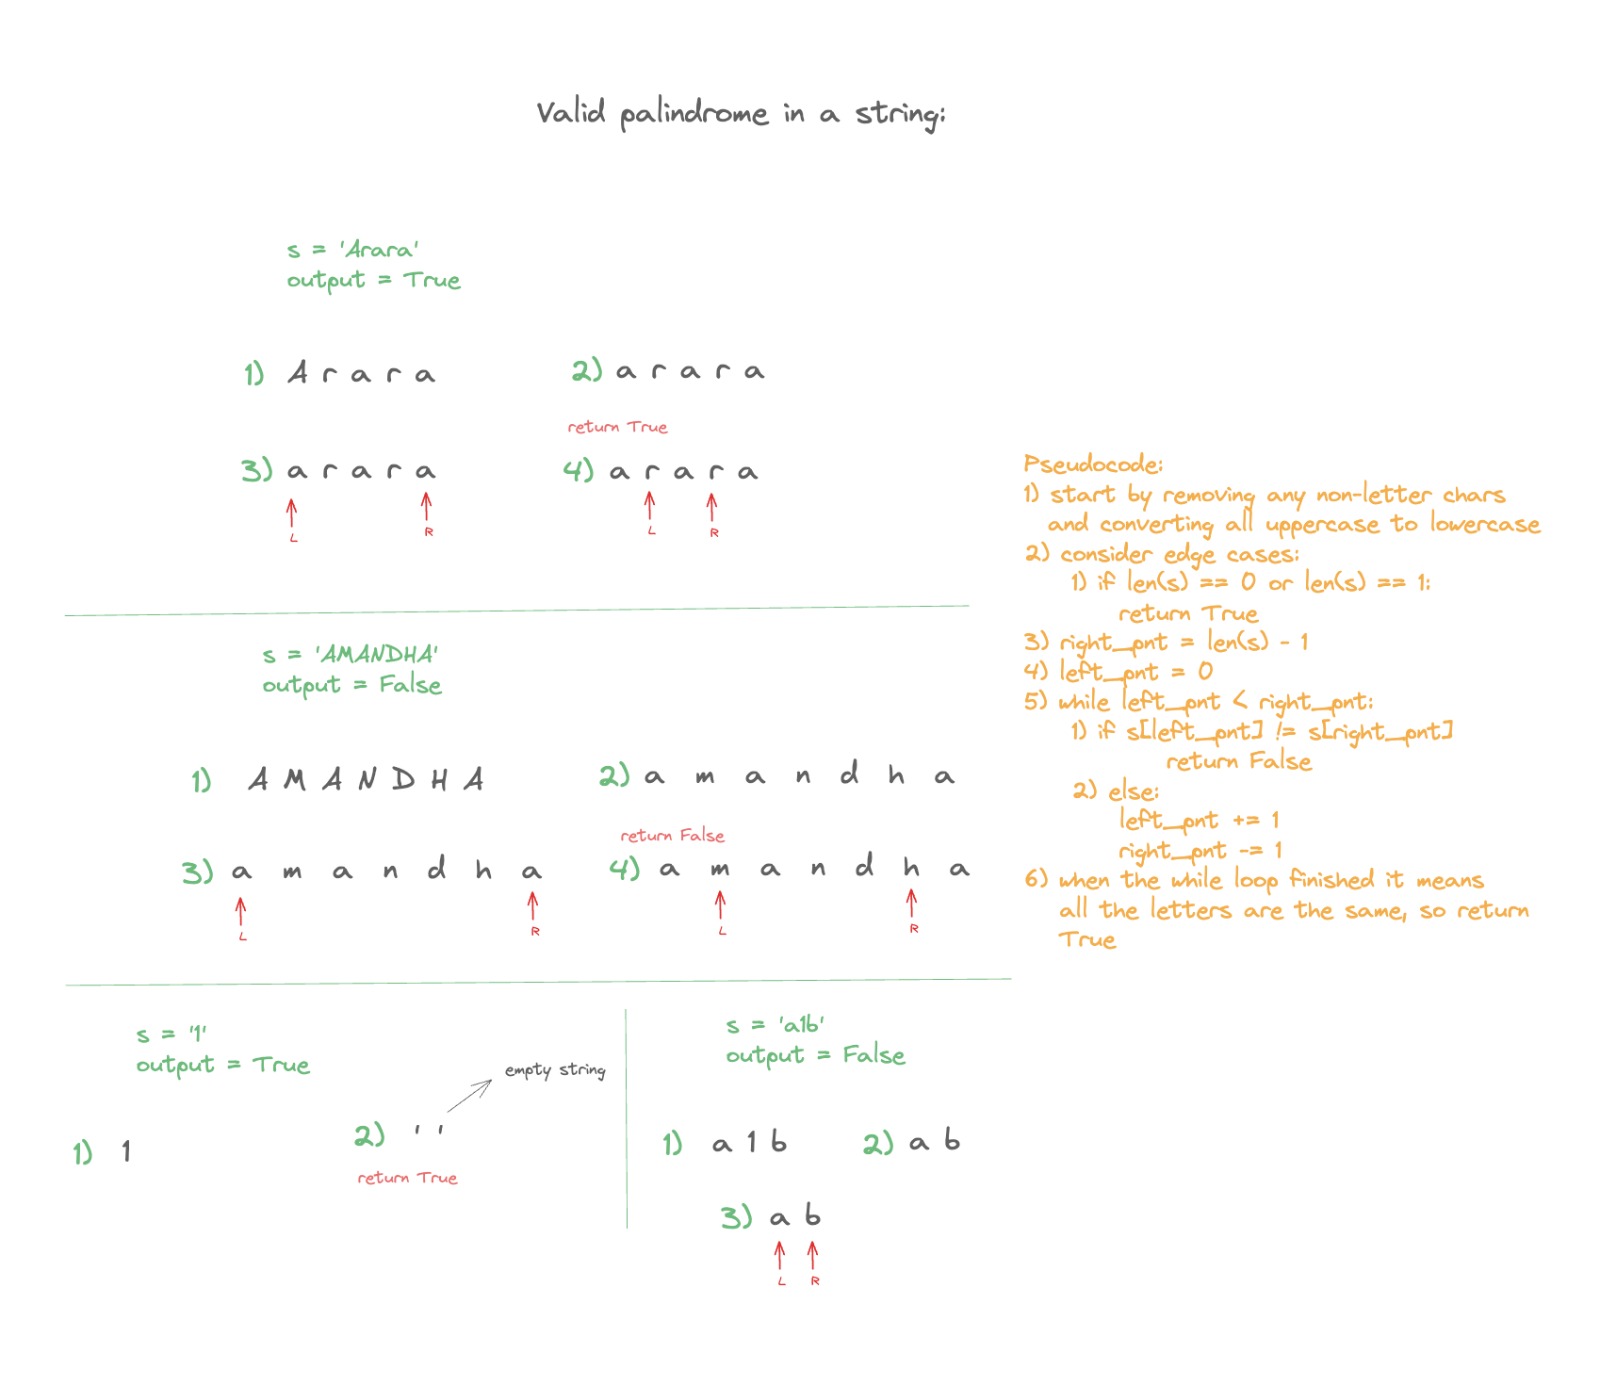 Valid palindrome in a string:
s = 'Arara'
output = True
1) A r a r a
2) a r a r a
3) a r a r a
L
R
return True
4) a r a r a
L
R
s = 'AMANDHA'
output = False
1) A M A N D H A
2) a m a n d h a
3) a m a n d h a
L
R
return False
4) a m a n d h a
L
R
s = '1'
output = True
1) 1
2) ' '
empty string
return True
s = 'a1b'
output = False
1) a 1 b
2) a b
3) a b
L
R
Pseudocode:
1) start by removing any non-letter chars
and converting all uppercase to lowercase
2) consider edge cases:
1) if len(s) == 0 or len(s) == 1:
return True
3) right_pnt = len(s) - 1
4) left_pnt = 0
5) while left_pnt < right_pnt:
1) if s[left_pnt] != s[right_pnt]
return False
2) else:
left_pnt += 1
right_pnt -= 1
6) when the while loop finished it means
all the letters are the same, so return
True